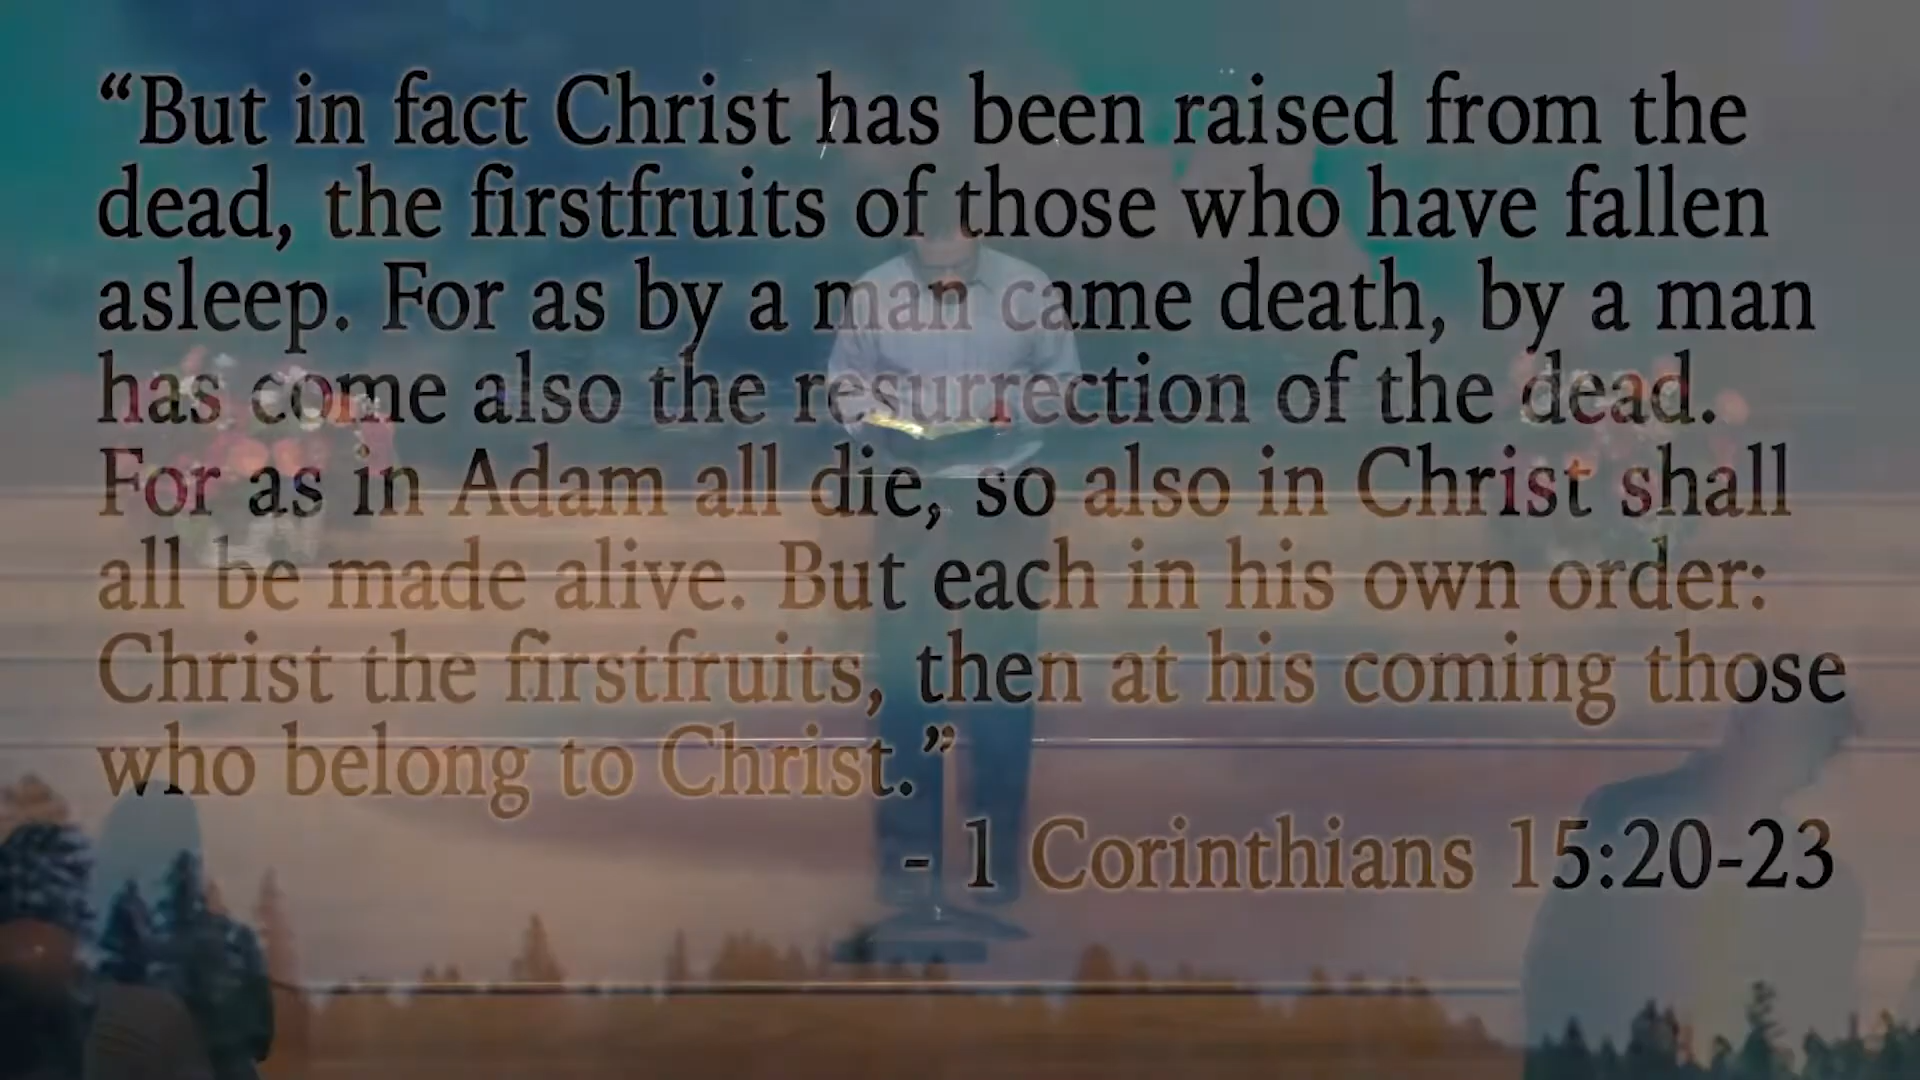 “But in fact Christ has been raised from the
dead, the firstfruits of those who have fallen
asleep. For as by a man came death, by a man
has come also the resurrection of the dead.
For as in Adam all die, so also in Christ shall
all be made alive. But each in his own order:
Christ the firstfruits, then at his coming those
who belong to Christ.”
- 1 Corinthians 15:20-23